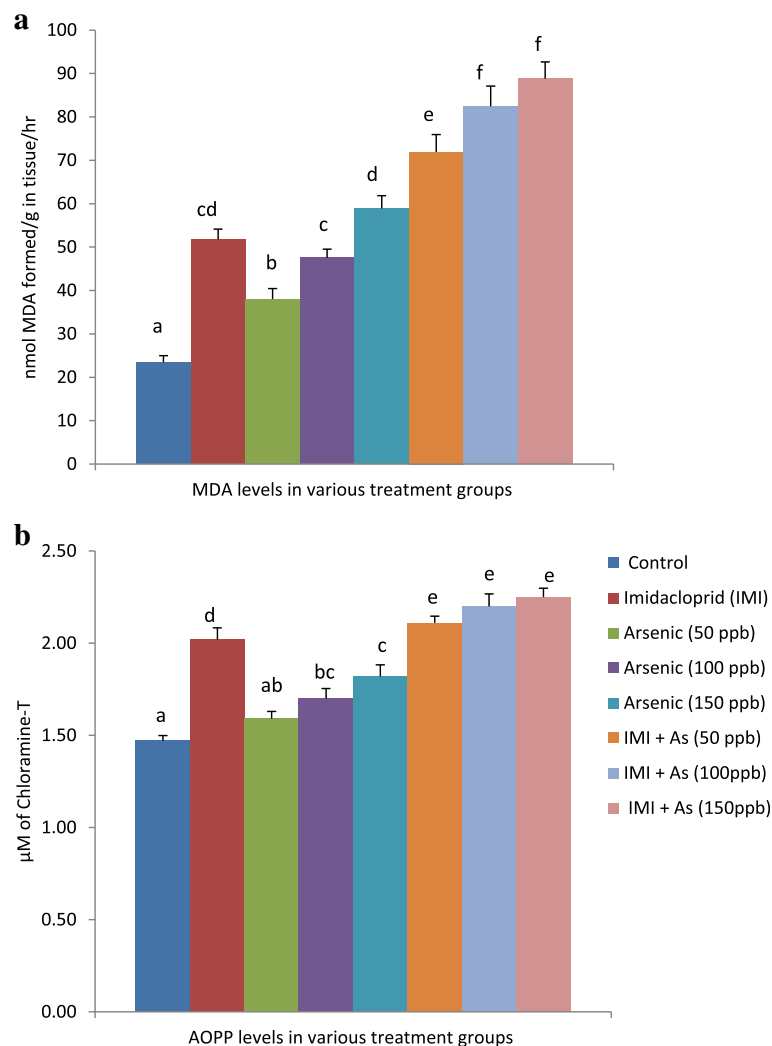 a
100
90
80
70
60
50
40
30
20
10
0
nmol MDA formed/g in tissue/hr
a
cd
b
c
d
e
f
f
MDA levels in various treatment groups
b
2.50
2.00
1.50
1.00
0.50
0.00
µM of Chloramine-T
a
d
ab
bc
c
e
e
e
AOPP levels in various treatment groups
Control
Imidacloprid (IMI)
Arsenic (50 ppb)
Arsenic (100 ppb)
Arsenic (150 ppb)
IMI + As (50 ppb)
IMI + As (100ppb)
IMI + As (150ppb)